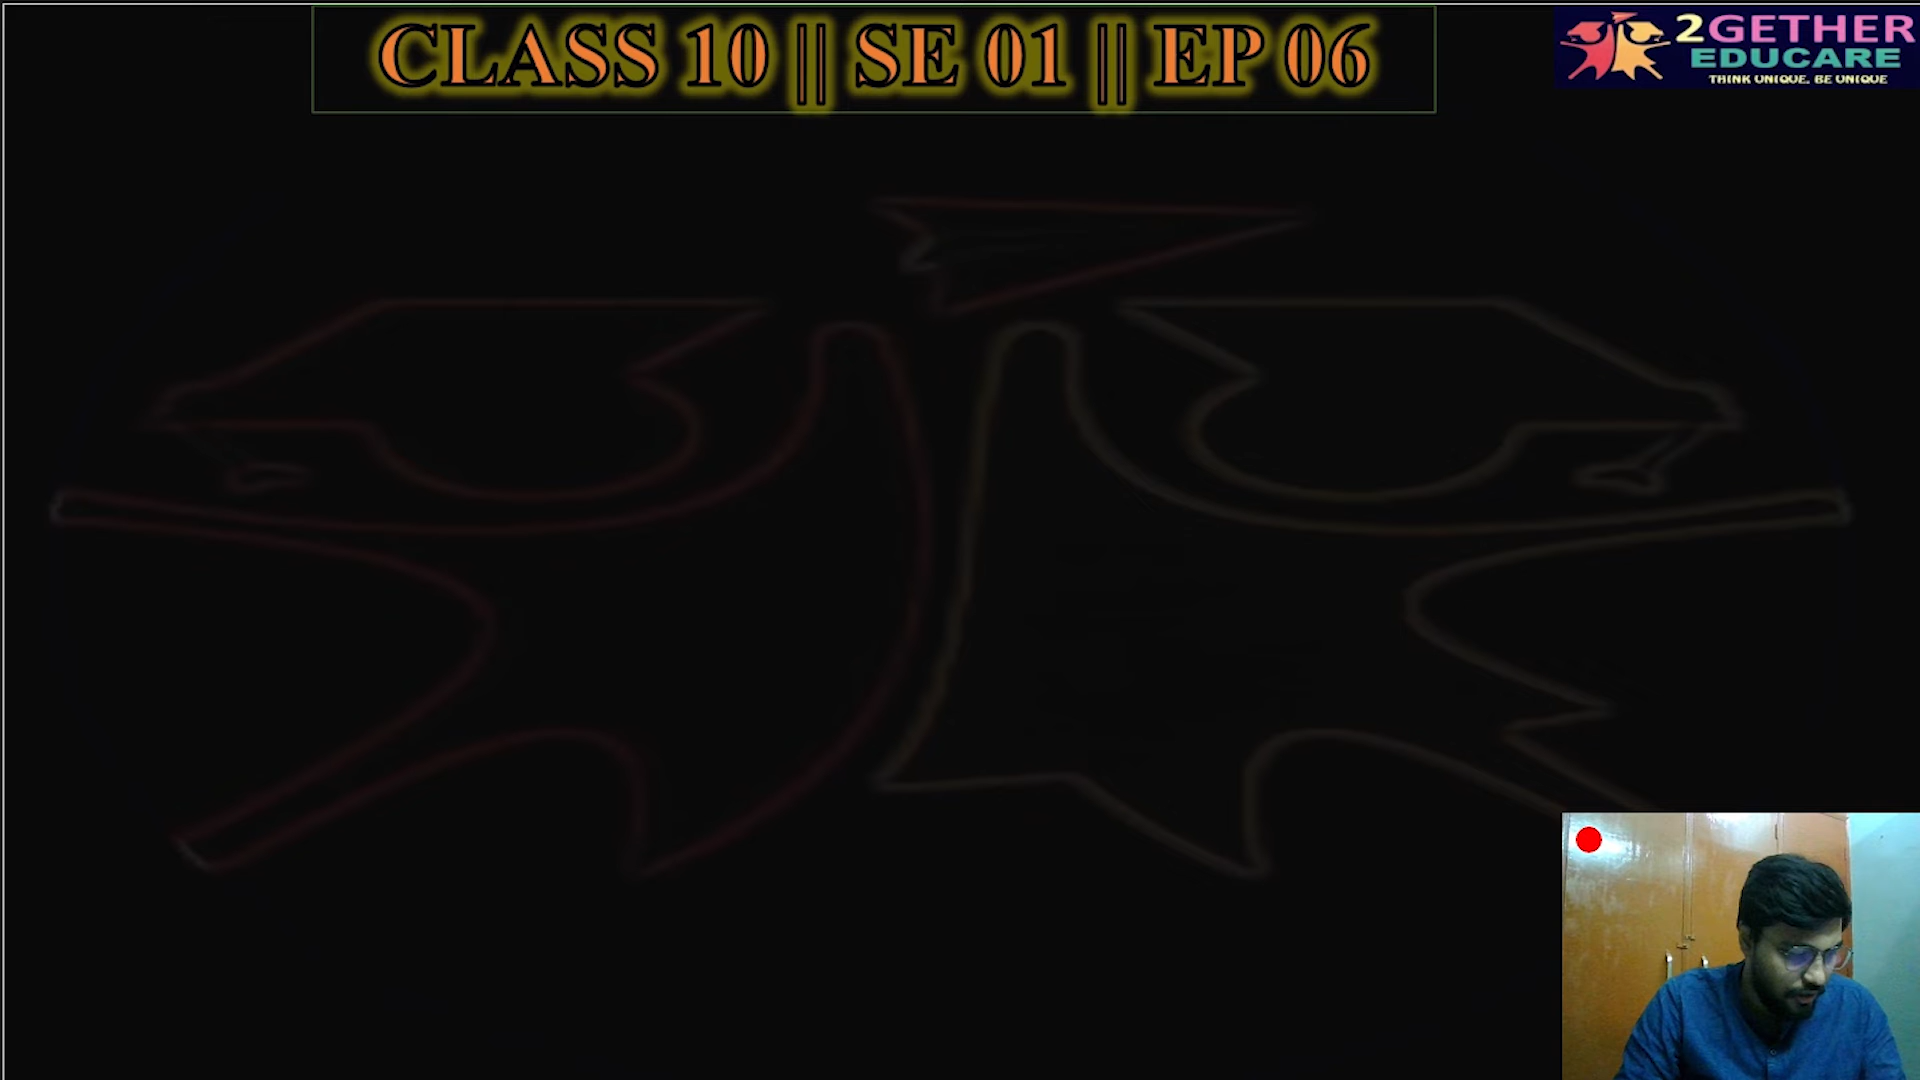 CLASS 10 || SE 01 || EP 06
2GETHER
EDUCARE
THINK UNIQUE. BE UNIQUE